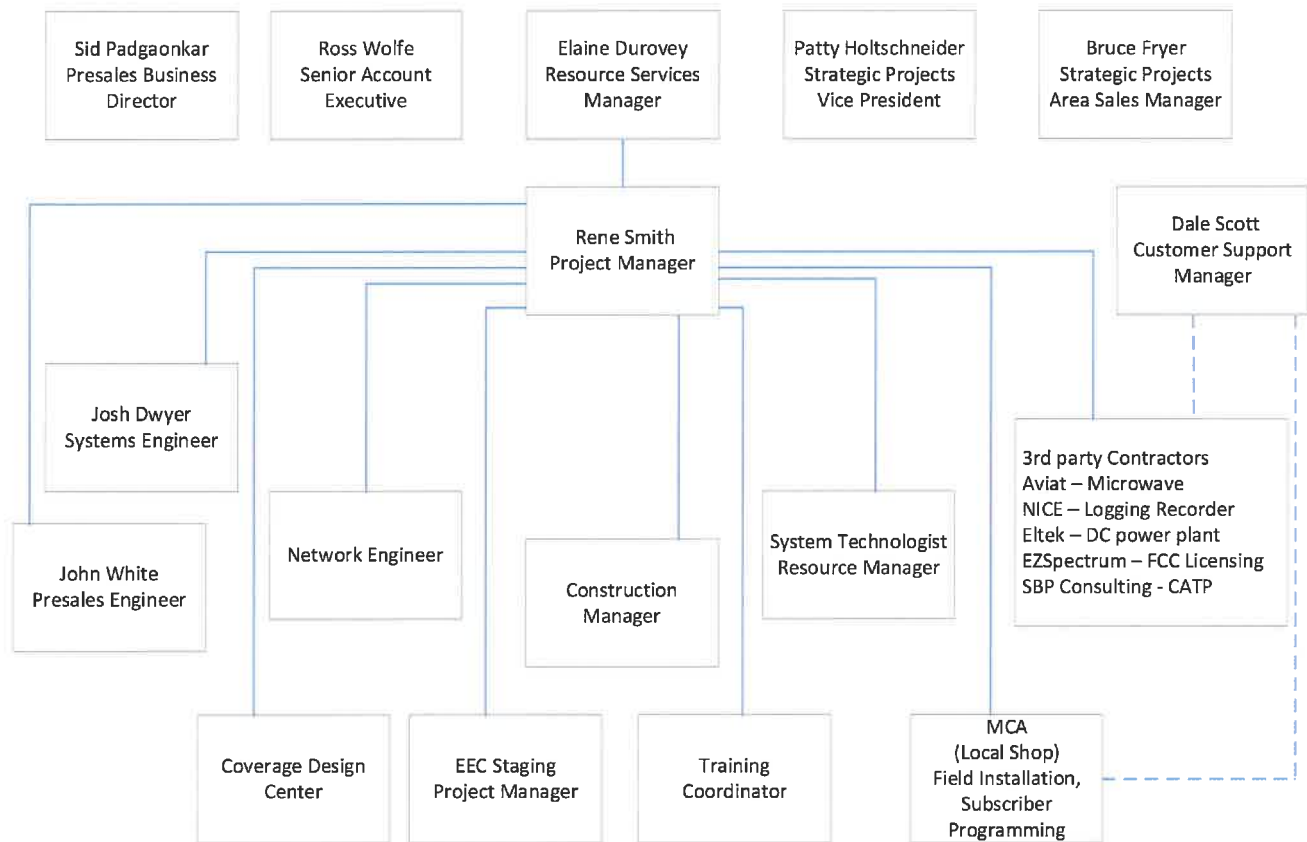 Sid Padgaonkar
Presales Business
Director
Ross Wolfe
Senior Account
Executive
Elaine Durovey
Resource Services
Manager
Patty Holtschneider
Strategic Projects
Vice President
Bruce Fryer
Strategic Projects
Area Sales Manager
Rene Smith
Project Manager
Dale Scott
Customer Support
Manager
Josh Dwyer
Systems Engineer
John White
Presales Engineer
Network Engineer
Construction
Manager
System Technologist
Resource Manager
3rd party Contractors
Aviat – Microwave
NICE – Logging Recorder
Eltek – DC power plant
EZSpectrum – FCC Licensing
SBP Consulting - CATP
Coverage Design
Center
EEC Staging
Project Manager
Training
Coordinator
MCA
(Local Shop)
Field Installation,
Subscriber
Programming